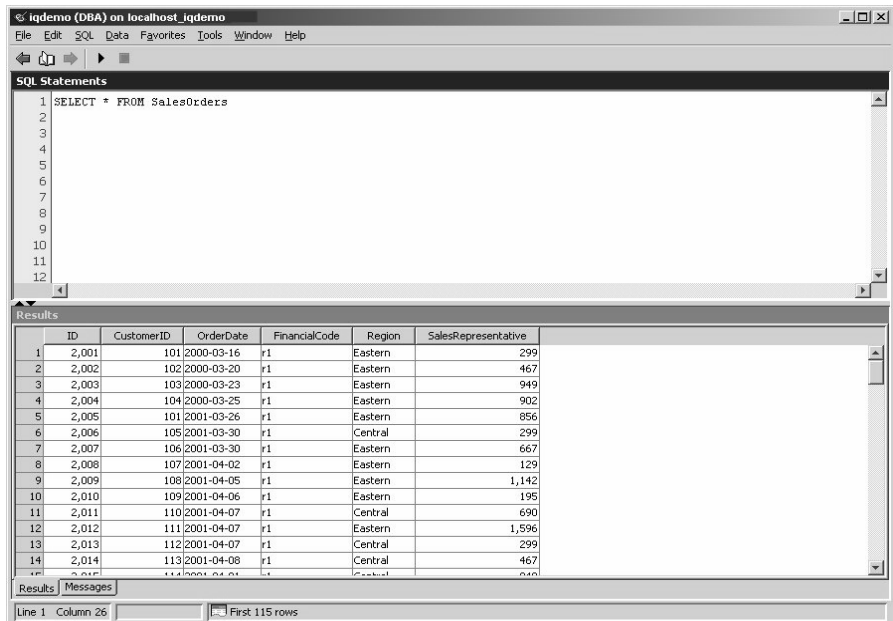 iqdemo (DBA) on localhost_iqdemo
File Edit SQL Data Favorites Tools Window Help
SQL Statements
1 SELECT * FROM SalesOrders
2
3
4
5
6
7
8
9
10
11
12
Results
ID CustomerID OrderDate FinancialCode Region SalesRepresentative
1 2,001 101 2000-03-16 r1 Eastern 299
2 2,002 102 2000-03-20 r1 Eastern 467
3 2,003 103 2000-03-23 r1 Eastern 949
4 2,004 104 2000-03-25 r1 Eastern 902
5 2,005 101 2001-03-26 r1 Eastern 856
6 2,006 105 2001-03-30 r1 Central 299
7 2,007 106 2001-03-30 r1 Eastern 667
8 2,008 107 2001-04-02 r1 Eastern 129
9 2,009 108 2001-04-05 r1 Eastern 1,142
10 2,010 109 2001-04-06 r1 Eastern 195
11 2,011 110 2001-04-07 r1 Central 690
12 2,012 111 2001-04-07 r1 Eastern 1,596
13 2,013 112 2001-04-07 r1 Central 299
14 2,014 113 2001-04-08 r1 Central 467
Results Messages
Line 1 Column 26 First 115 rows